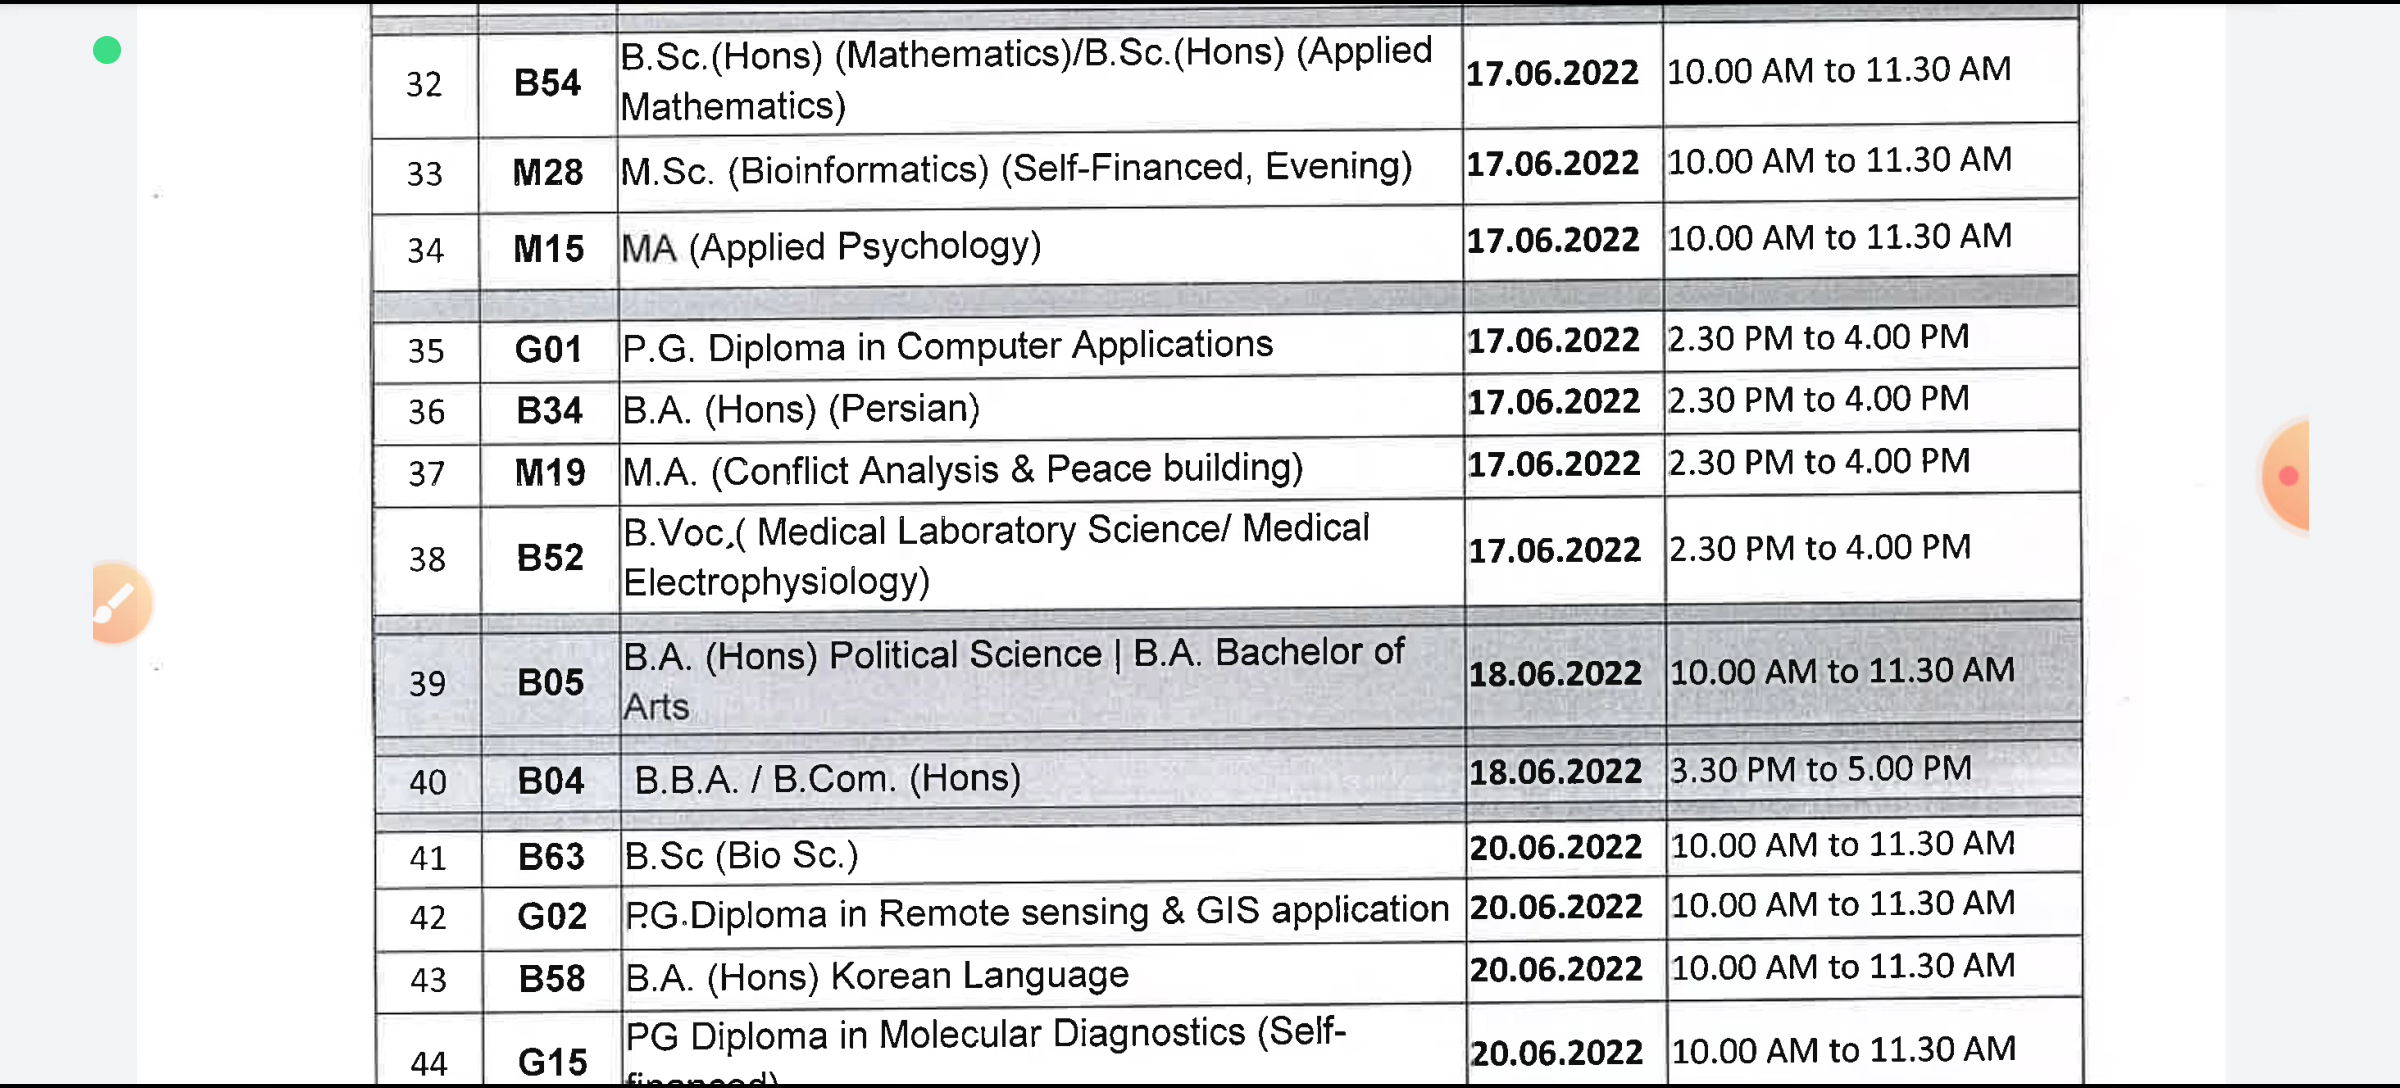 32 B54 B.Sc.(Hons) (Mathematics)/B.Sc.(Hons) (Applied 17.06.2022 10.00 AM to 11.30 AM
Mathematics)
33 M28 M.Sc. (Bioinformatics) (Self-Financed, Evening) 17.06.2022 10.00 AM to 11.30 AM
34 M15 MA (Applied Psychology) 17.06.2022 10.00 AM to 11.30 AM
35 G01 P.G. Diploma in Computer Applications 17.06.2022 2.30 PM to 4.00 PM
36 B34 B.A. (Hons) (Persian) 17.06.2022 2.30 PM to 4.00 PM
37 M19 M.A. (Conflict Analysis & Peace building) 17.06.2022 2.30 PM to 4.00 PM
38 B52 B.Voc.( Medical Laboratory Science/ Medical 17.06.2022 2.30 PM to 4.00 PM
Electrophysiology)
39 B05 B.A. (Hons) Political Science | B.A. Bachelor of 18.06.2022 10.00 AM to 11.30 AM
Arts
40 B04 B.B.A. / B.Com. (Hons) 18.06.2022 3.30 PM to 5.00 PM
41 B63 B.Sc (Bio Sc.) 20.06.2022 10.00 AM to 11.30 AM
42 G02 P.G.Diploma in Remote sensing & GIS application 20.06.2022 10.00 AM to 11.30 AM
43 B58 B.A. (Hons) Korean Language 20.06.2022 10.00 AM to 11.30 AM
44 G15 PG Diploma in Molecular Diagnostics (Self- 20.06.2022 10.00 AM to 11.30 AM